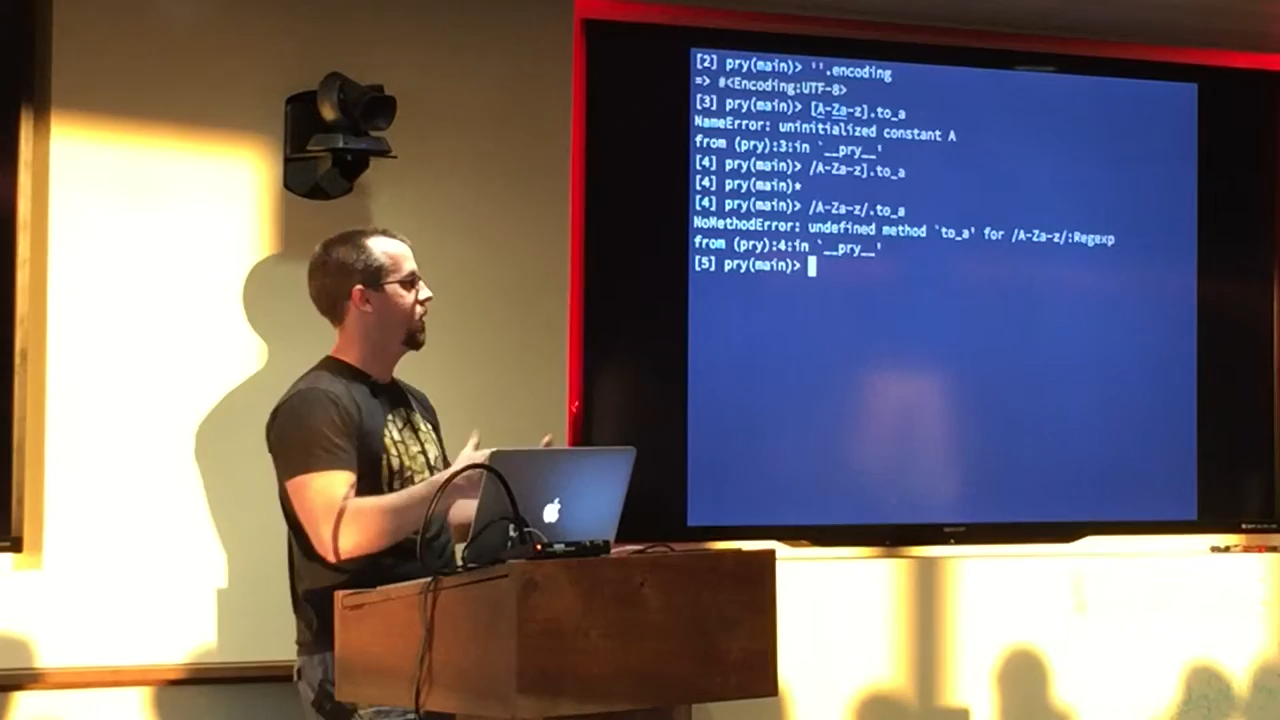 [2] pry(main)> ''.encoding
=> #<Encoding:UTF-8>
[3] pry(main)> [A-Za-z].to_a
NameError: uninitialized constant A
from (pry):3:in `__pry__'
[4] pry(main)> /A-Za-z].to_a
[4] pry(main)*
[4] pry(main)> /A-Za-z/.to_a
NoMethodError: undefined method `to_a' for /A-Za-z/:Regexp
from (pry):4:in `__pry__'
[5] pry(main)>